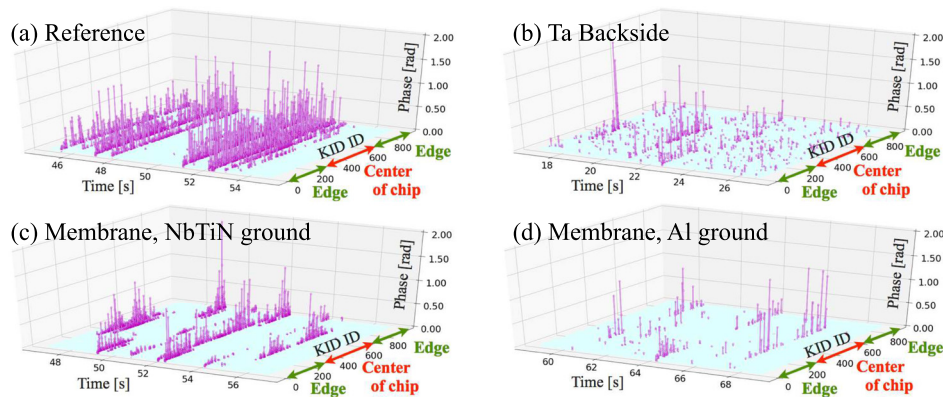 (a) Reference
2.00
1.50
1.00
0.50
0.00
Phase [rad]
46
48
50
52
54
Time [s]
0
200
400
600
800
KID ID
Edge
Center
of chip
Edge
(b) Ta Backside
2.00
1.50
1.00
0.50
0.00
Phase [rad]
18
20
22
24
26
Time [s]
0
200
400
600
800
KID ID
Edge
Center
of chip
Edge
(c) Membrane, NbTiN ground
2.00
1.50
1.00
0.50
0.00
Phase [rad]
48
50
52
54
56
Time [s]
0
200
400
600
800
KID ID
Edge
Center
of chip
Edge
(d) Membrane, Al ground
2.00
1.50
1.00
0.50
0.00
Phase [rad]
60
62
64
66
68
Time [s]
0
200
400
600
800
KID ID
Edge
Center
of chip
Edge